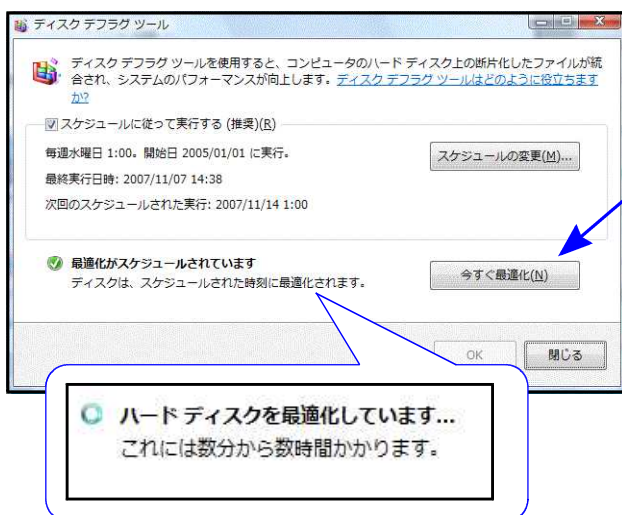 ディスク デフラグ ツール
ディスク デフラグ ツールを使用すると、コンピュータのハード ディスク上の断片化したファイルが統
合され、システムのパフォーマンスが向上します。ディスク デフラグ ツールはどのように役立ちます
か?
スケジュールに従って実行する (推奨)(R)
毎週水曜日 1:00。開始日 2005/01/01 に実行。
スケジュールの変更(M)...
最終実行日時: 2007/11/07 14:38
次回のスケジュールされた実行: 2007/11/14 1:00
最適化がスケジュールされています
ディスクは、スケジュールされた時刻に最適化されます。
今すぐ最適化(N)
OK
閉じる
ハード ディスクを最適化しています...
これには数分から数時間かかります。